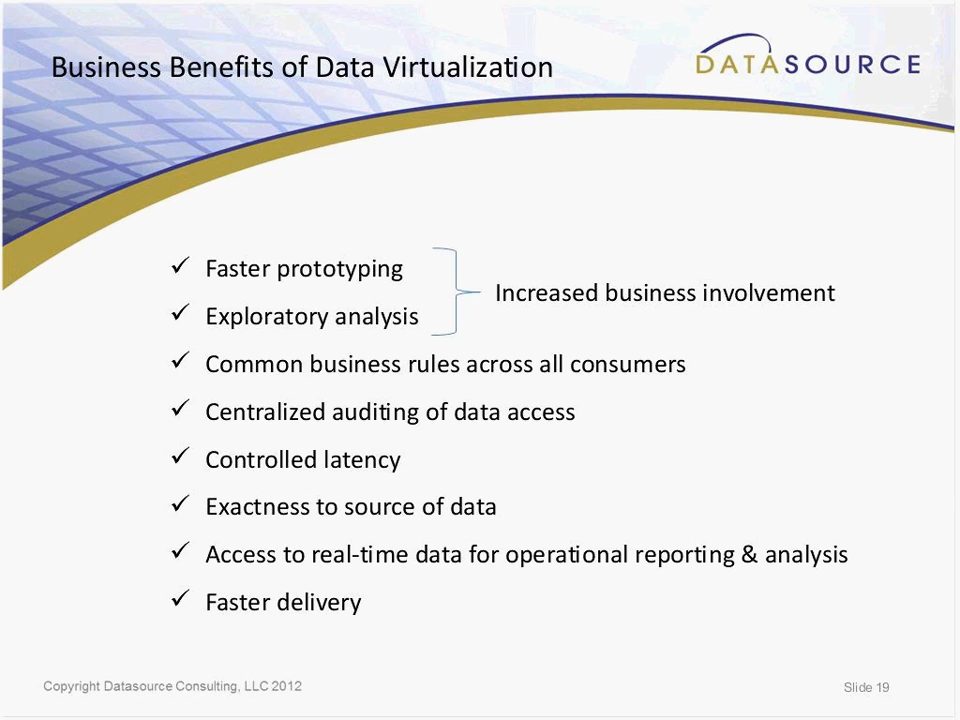 Business Benefits of Data Virtualization
DATASOURCE
✓ Faster prototyping
✓ Exploratory analysis
Increased business involvement
✓ Common business rules across all consumers
✓ Centralized auditing of data access
✓ Controlled latency
✓ Exactness to source of data
✓ Access to real-time data for operational reporting & analysis
✓ Faster delivery
Copyright Datasource Consulting, LLC 2012
Slide 19